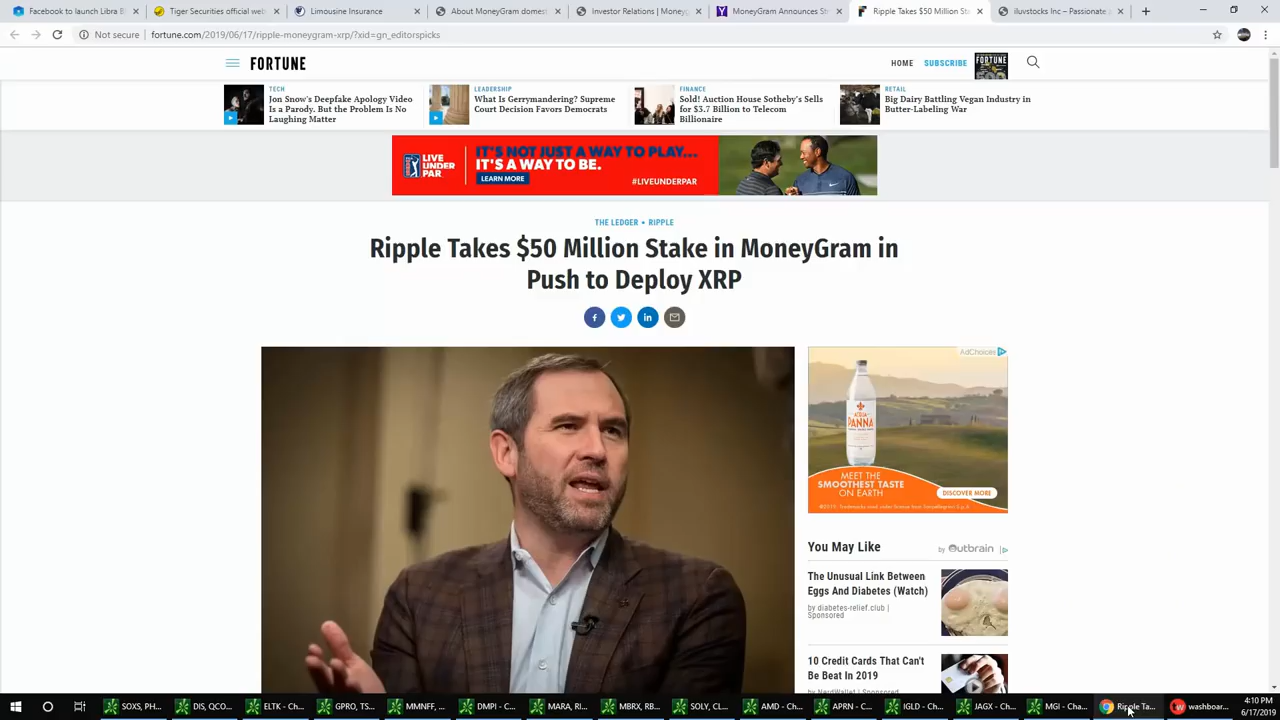 Facebook to launch Libra B
Tiger Securities official web
Limousine Insurance
About MoneyGram domest
Investor Relations | Money
MoneyGram Announces Str
Ripple Takes $50 Million Sta
iluvstocks Inc – Passionate a
Not secure | fortune.com/2019/06/17/ripple-moneygram-xrp/?xid=gn_editorspicks
FORTUNE
HOME
SUBSCRIBE
FORTUNE
TECH
Jon Snow's Deepfake Apology Video
Is a Parody. But the Problem Is No
Laughing Matter
LEADERSHIP
What Is Gerrymandering? Supreme
Court Decision Favors Democrats
FINANCE
Sold! Auction House Sotheby's Sells
for $3.7 Billion to Telecom
Billionaire
RETAIL
Big Dairy Battling Vegan Industry in
Butter-Labeling War
LIVE
UNDER
PAR
IT'S NOT JUST A WAY TO PLAY...
IT'S A WAY TO BE.
LEARN MORE
#LIVEUNDERPAR
THE LEDGER • RIPPLE
Ripple Takes $50 Million Stake in MoneyGram in
Push to Deploy XRP
AdChoices
ACQUA
PANNA
MEET THE
SMOOTHEST TASTE
ON EARTH
DISCOVER MORE
You May Like
by Outbrain
The Unusual Link Between
Eggs And Diabetes (Watch)
by diabetes-relief.club |
Sponsored
10 Credit Cards That Can't
Be Beat In 2019
by NerdWallet | Sponsored
GPRO, TS...
MMNFF, ...
DMPI - C...
MARA, RI...
MBRX, RB...
SOLY, CL...
AMD - Ch...
APRN - C...
IGLD - Ch...
JAGX - Ch...
MGI - Cha...
Ripple Ta...
washboar...
4:10 PM
6/17/2019